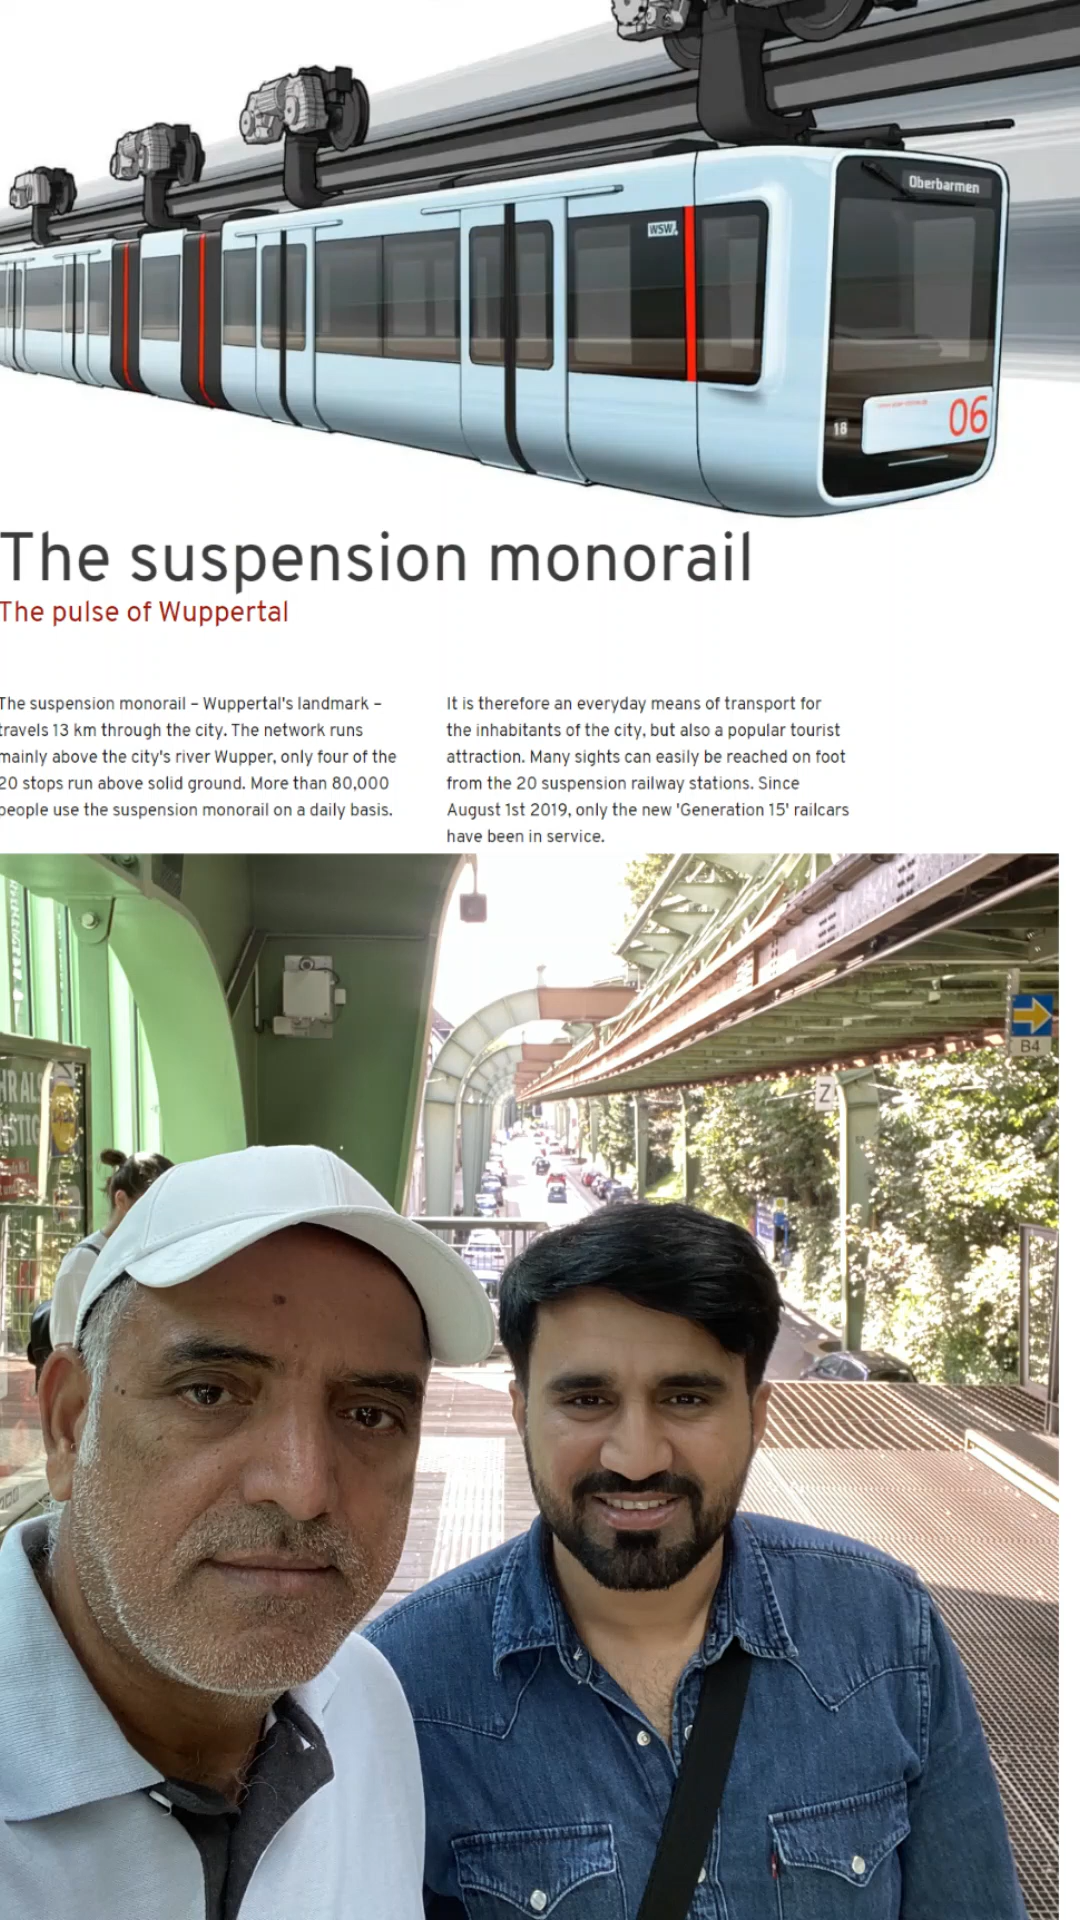 Oberbarmen
WSW.
06
18
The suspension monorail
The pulse of Wuppertal
The suspension monorail – Wuppertal's landmark –
travels 13 km through the city. The network runs
mainly above the city's river Wupper, only four of the
20 stops run above solid ground. More than 80,000
people use the suspension monorail on a daily basis.
It is therefore an everyday means of transport for
the inhabitants of the city, but also a popular tourist
attraction. Many sights can easily be reached on foot
from the 20 suspension railway stations. Since
August 1st 2019, only the new 'Generation 15' railcars
have been in service.
B4
Z
HR ALS